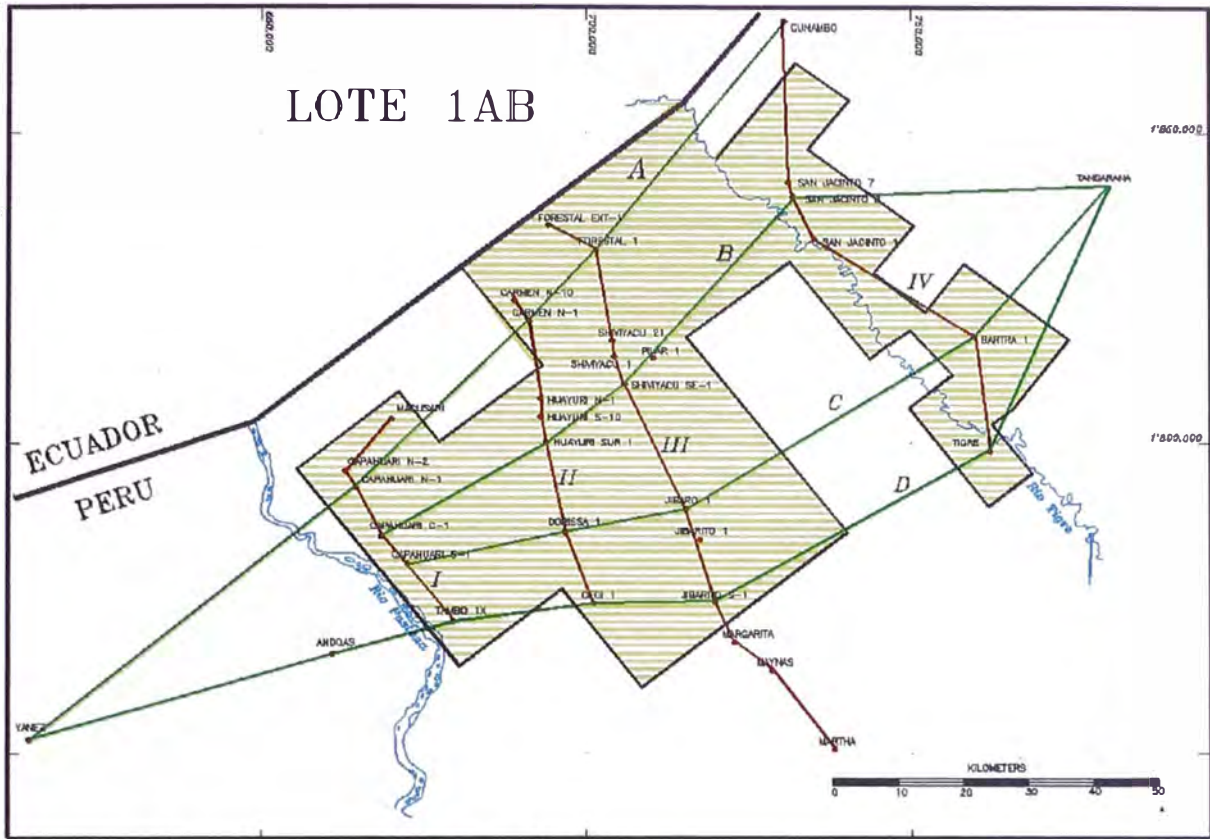 700,000
750,000
CUNAMBO
LOTE 1AB
1'850.000
A
SAN JACINTO 7
TANGARANA
SAN JACINTO
FORESTAL EXT-1
FORESTAL 1
SAN JACINTO 1
B
IV
CARMEN N-10
CARMEN N-1
SHIVIYACU 21
BARTRA 1
PILAR 1
SHIVIYACU 1
SHIVIYACU SE-1
HUAYURI N-1
C
HUAYURI S-10
ECUADOR
HUAYURI SUR 1
III
TIGRE
1'800.000
CAPAHUARI N-2
CAPAHUARI N-1
II
D
PERU
Rio Tigre
JIBARO 1
CAPAHUARI C-1
DORISSA 1
JIBARITO 1
CAPAHUARI S-1
I
Rio Pastaza
JIBARITO S-1
TAMBO 1X
MARGARITA
ANDOAS
MAYNAS
YANEZ
MARTHA
KILOMETERS
0 10 20 30 40 50